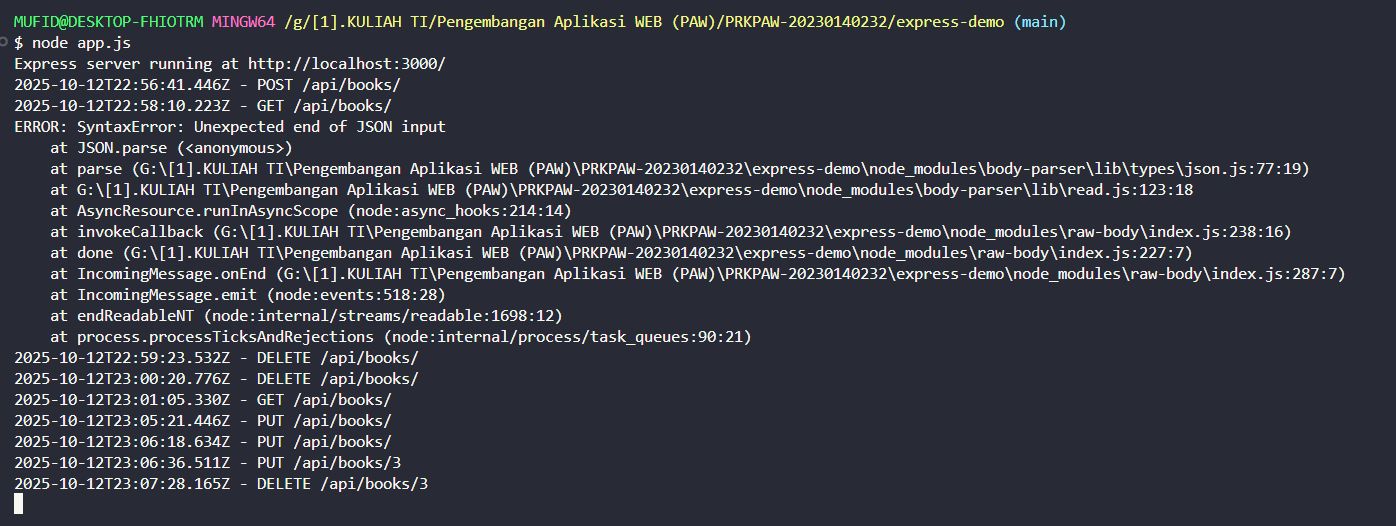 MUFID@DESKTOP-FHIOTRM MINGW64 /g/[1].KULIAH TI/Pengembangan Aplikasi WEB (PAW)/PRKPAW-20230140232/express-demo (main)
$ node app.js
Express server running at http://localhost:3000/
2025-10-12T22:56:41.446Z - POST /api/books/
2025-10-12T22:58:10.223Z - GET /api/books/
ERROR: SyntaxError: Unexpected end of JSON input
    at JSON.parse (<anonymous>)
    at parse (G:\[1].KULIAH TI\Pengembangan Aplikasi WEB (PAW)\PRKPAW-20230140232\express-demo\node_modules\body-parser\lib\types\json.js:77:19)
    at G:\[1].KULIAH TI\Pengembangan Aplikasi WEB (PAW)\PRKPAW-20230140232\express-demo\node_modules\body-parser\lib\read.js:123:18
    at AsyncResource.runInAsyncScope (node:async_hooks:214:14)
    at invokeCallback (G:\[1].KULIAH TI\Pengembangan Aplikasi WEB (PAW)\PRKPAW-20230140232\express-demo\node_modules\raw-body\index.js:238:16)
    at done (G:\[1].KULIAH TI\Pengembangan Aplikasi WEB (PAW)\PRKPAW-20230140232\express-demo\node_modules\raw-body\index.js:227:7)
    at IncomingMessage.onEnd (G:\[1].KULIAH TI\Pengembangan Aplikasi WEB (PAW)\PRKPAW-20230140232\express-demo\node_modules\raw-body\index.js:287:7)
    at IncomingMessage.emit (node:events:518:28)
    at endReadableNT (node:internal/streams/readable:1698:12)
    at process.processTicksAndRejections (node:internal/process/task_queues:90:21)
2025-10-12T22:59:23.532Z - DELETE /api/books/
2025-10-12T23:00:20.776Z - DELETE /api/books/
2025-10-12T23:01:05.330Z - GET /api/books/
2025-10-12T23:05:21.446Z - PUT /api/books/
2025-10-12T23:06:18.634Z - PUT /api/books/
2025-10-12T23:06:36.511Z - PUT /api/books/3
2025-10-12T23:07:28.165Z - DELETE /api/books/3